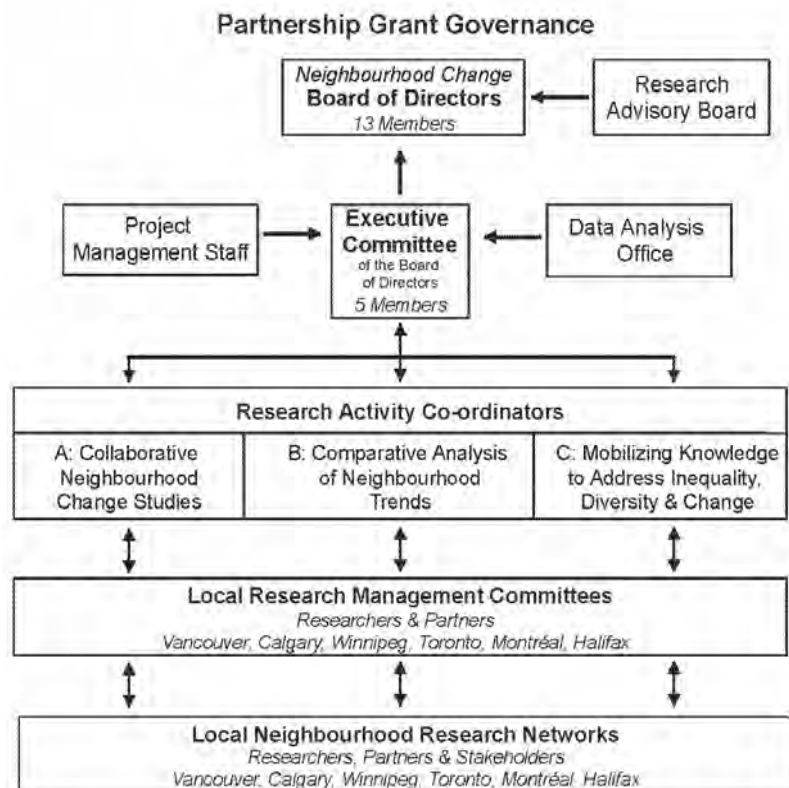 Partnership Grant Governance
Neighbourhood Change
Board of Directors
13 Members
Research
Advisory Board
Project
Management Staff
Executive
Committee
of the Board
of Directors
5 Members
Data Analysis
Office
Research Activity Co-ordinators
A: Collaborative
Neighbourhood
Change Studies
B: Comparative Analysis
of Neighbourhood
Trends
C: Mobilizing Knowledge
to Address Inequality,
Diversity & Change
Local Research Management Committees
Researchers & Partners
Vancouver, Calgary, Winnipeg, Toronto, Montréal, Halifax
Local Neighbourhood Research Networks
Researchers, Partners & Stakeholders
Vancouver, Calgary, Winnipeg, Toronto, Montréal, Halifax